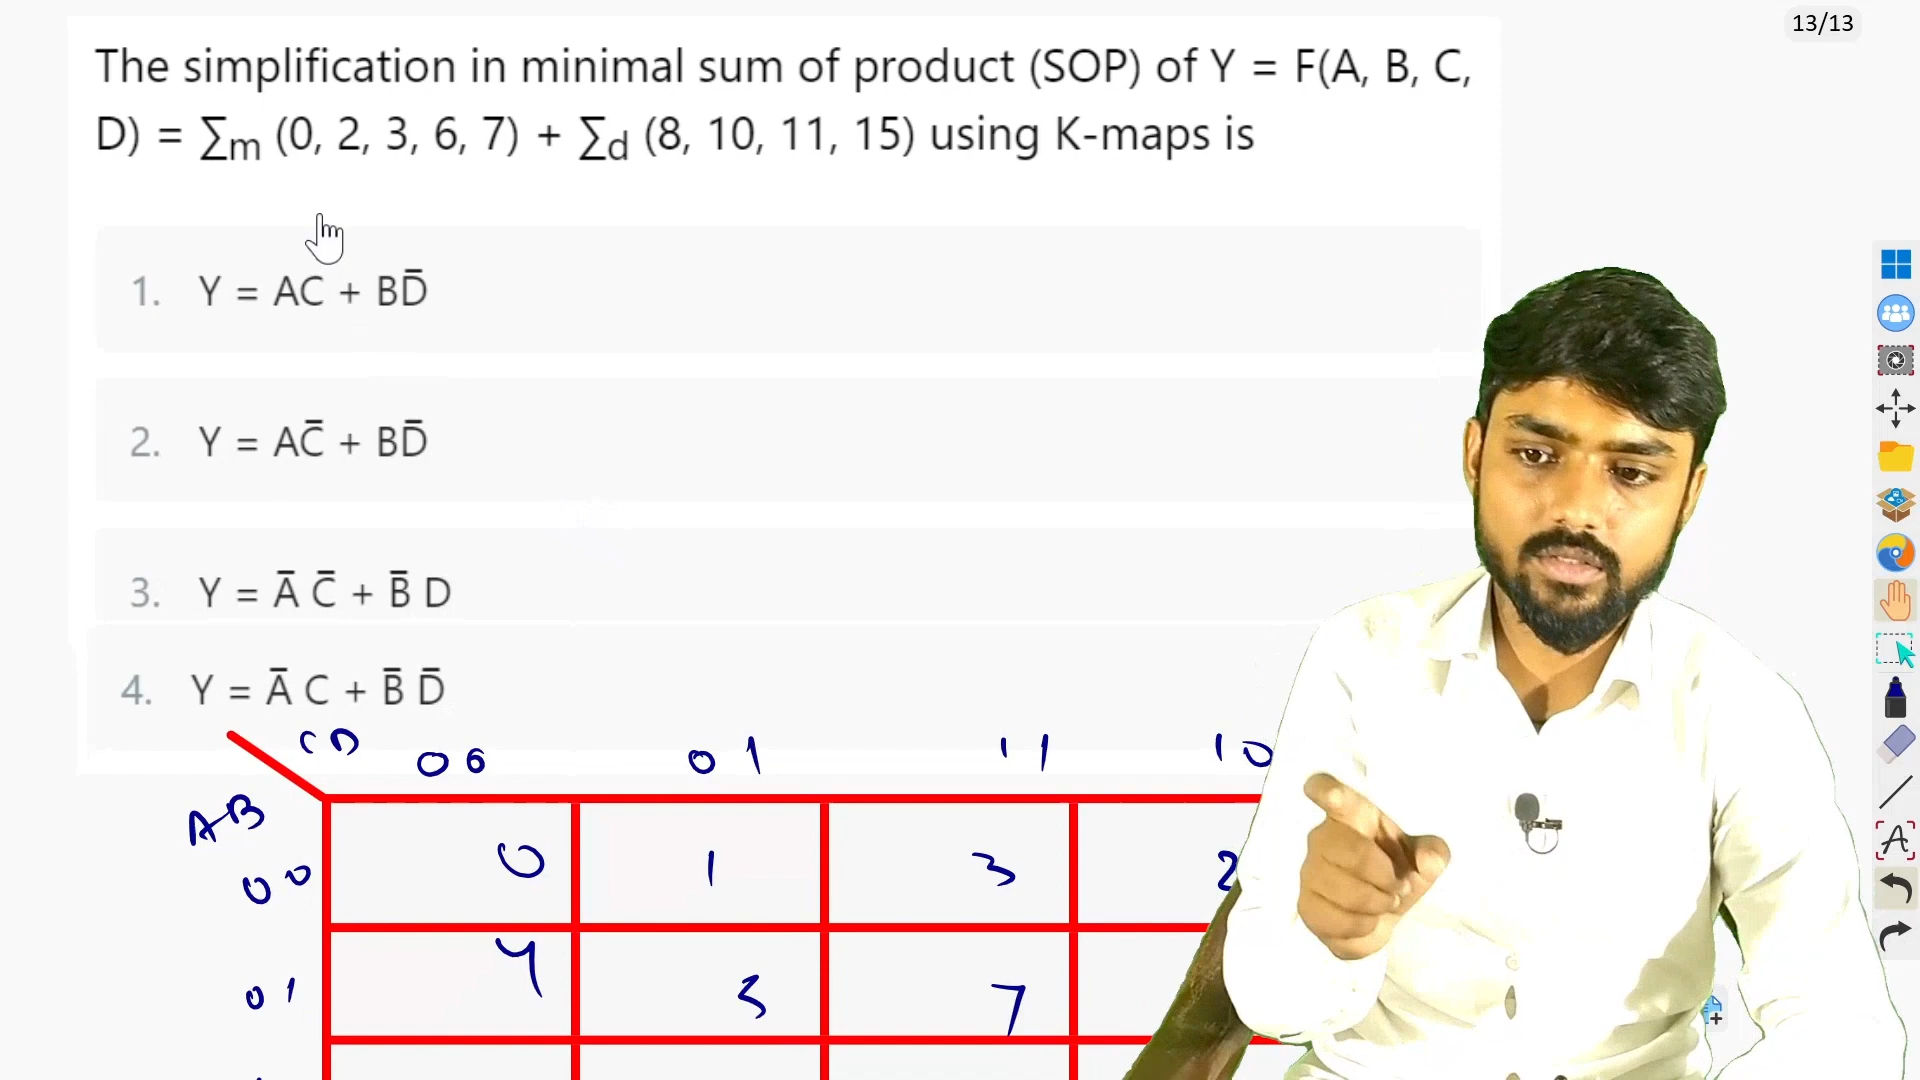 13/13
The simplification in minimal sum of product (SOP) of Y = F(A, B, C,
D) = ∑m (0, 2, 3, 6, 7) + ∑d (8, 10, 11, 15) using K-maps is
1. Y = AC + BD̅
2. Y = AC̅ + BD̅
3. Y = A̅ C̅ + B̅ D
4. Y = A̅ C + B̅ D̅
CD 00 01 11 10
AB
00 0 1 3 2
01 4 5 7